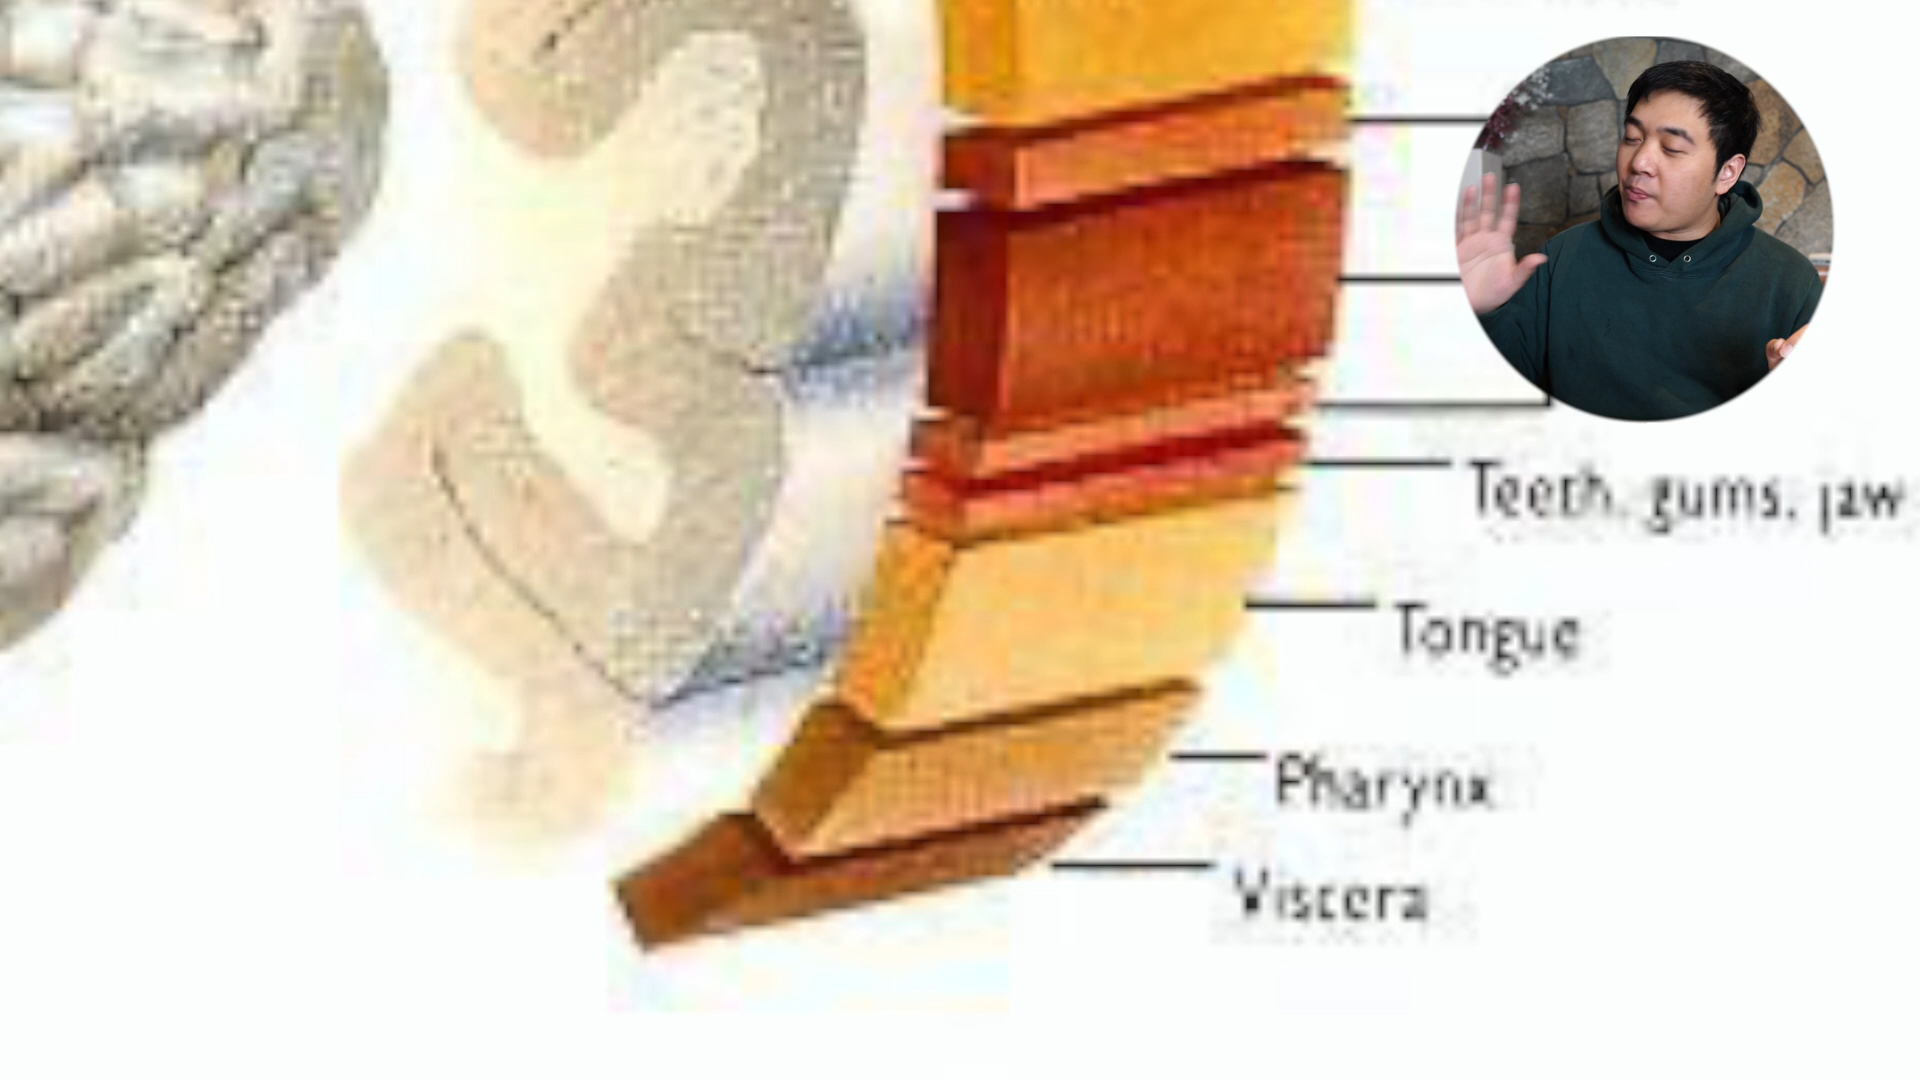 Teeth, gums, jaw
Tongue
Pharynx
Viscera